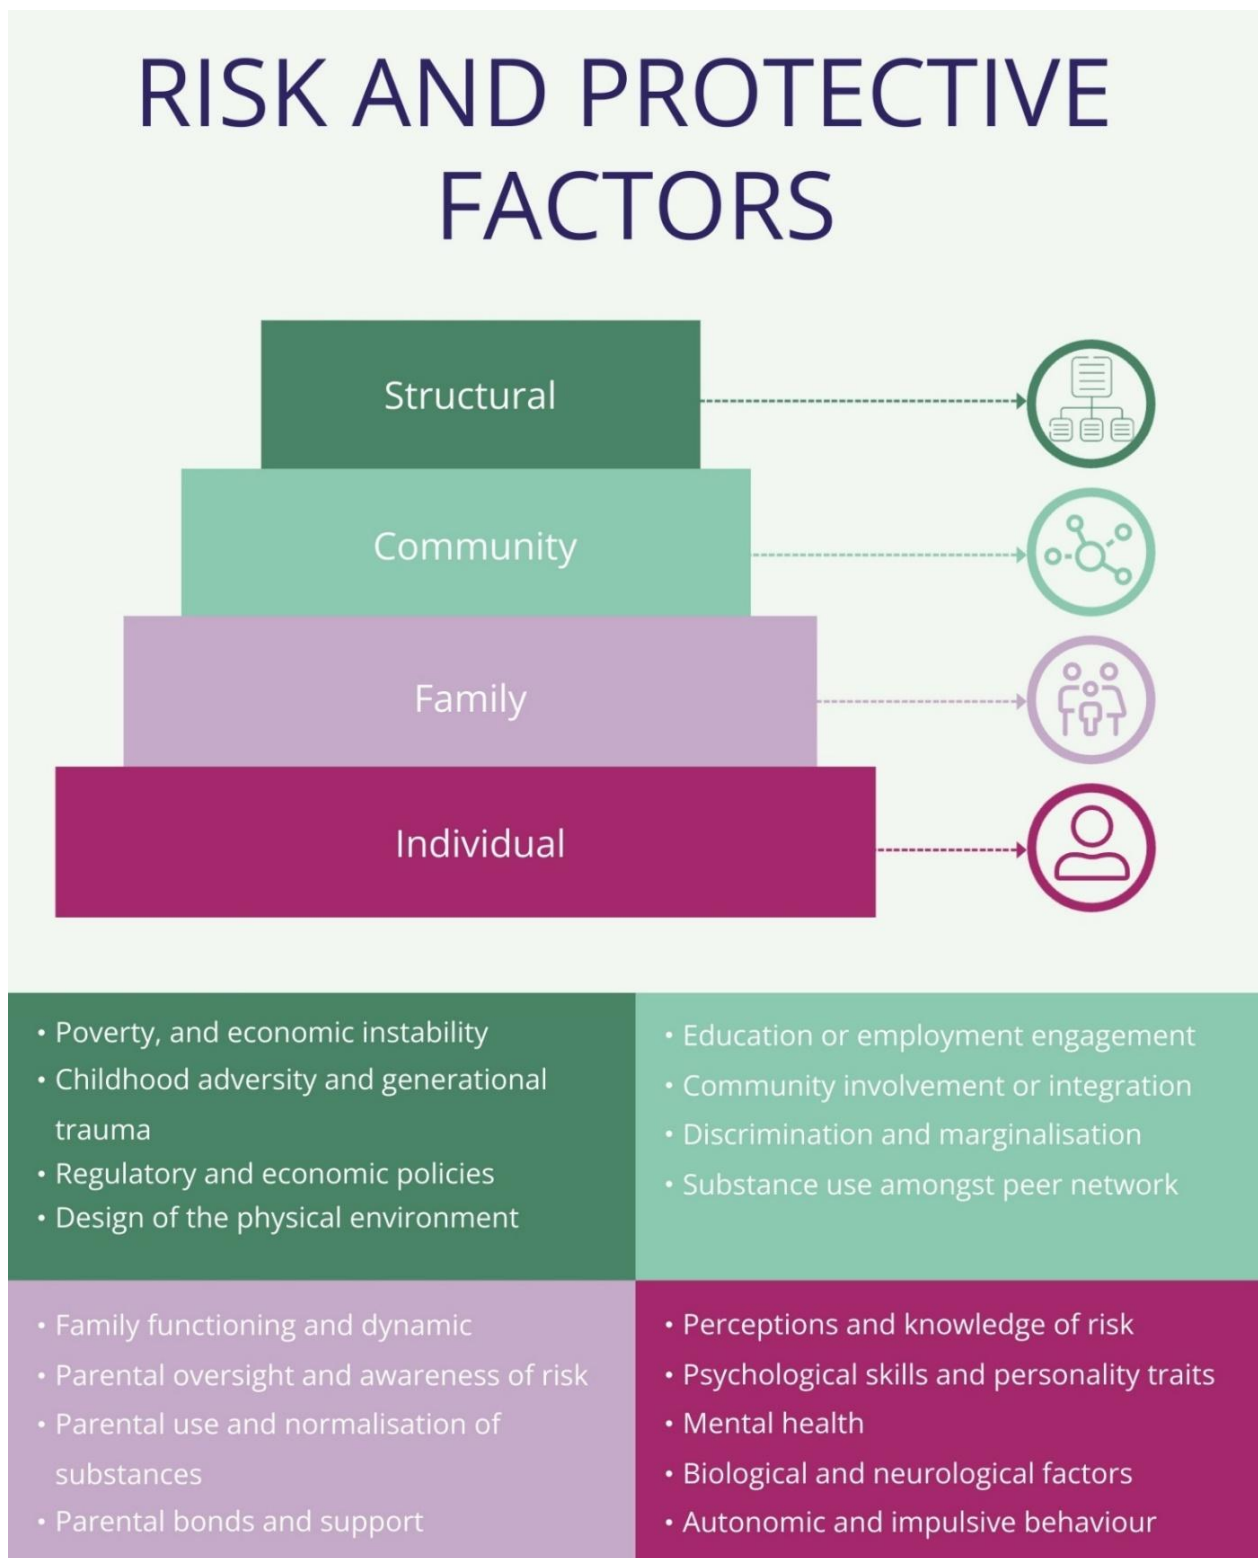 RISK AND PROTECTIVE
FACTORS
Structural
Community
Family
Individual
• Poverty, and economic instability
• Childhood adversity and generational
trauma
• Regulatory and economic policies
• Design of the physical environment
• Education or employment engagement
• Community involvement or integration
• Discrimination and marginalisation
• Substance use amongst peer network
• Family functioning and dynamic
• Parental oversight and awareness of risk
• Parental use and normalisation of
substances
• Parental bonds and support
• Perceptions and knowledge of risk
• Psychological skills and personality traits
• Mental health
• Biological and neurological factors
• Autonomic and impulsive behaviour